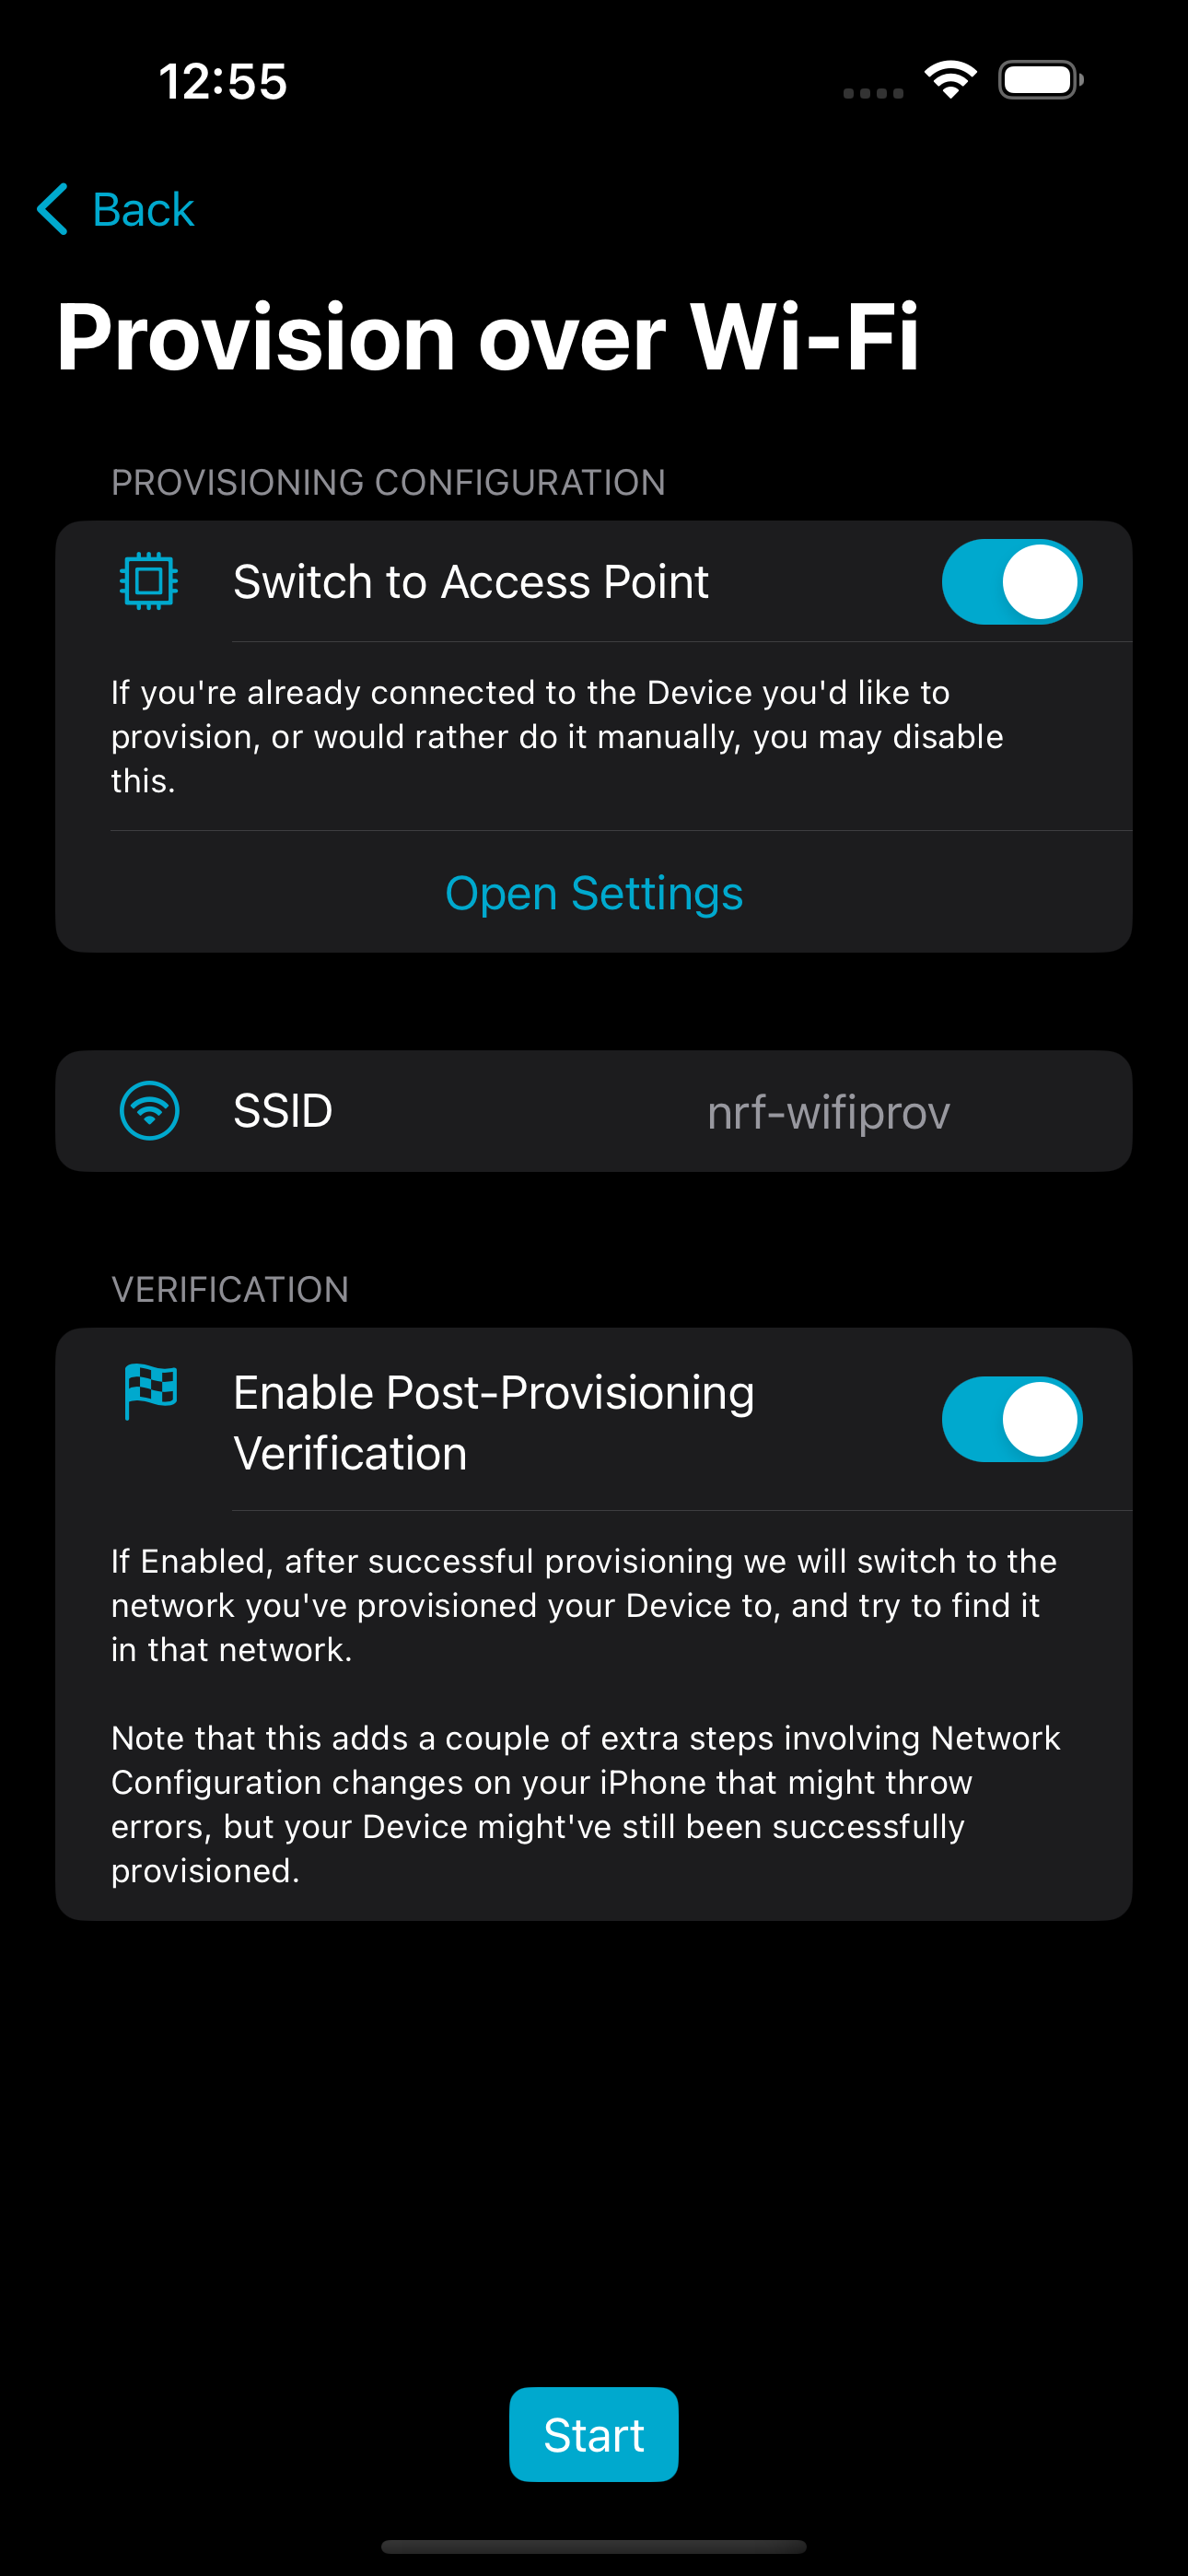 12:55
Back
Provision over Wi-Fi
PROVISIONING CONFIGURATION
Switch to Access Point
If you're already connected to the Device you'd like to
provision, or would rather do it manually, you may disable
this.
Open Settings
SSID nrf-wifiprov
VERIFICATION
Enable Post-Provisioning
Verification
If Enabled, after successful provisioning we will switch to the
network you've provisioned your Device to, and try to find it
in that network.
Note that this adds a couple of extra steps involving Network
Configuration changes on your iPhone that might throw
errors, but your Device might've still been successfully
provisioned.
Start